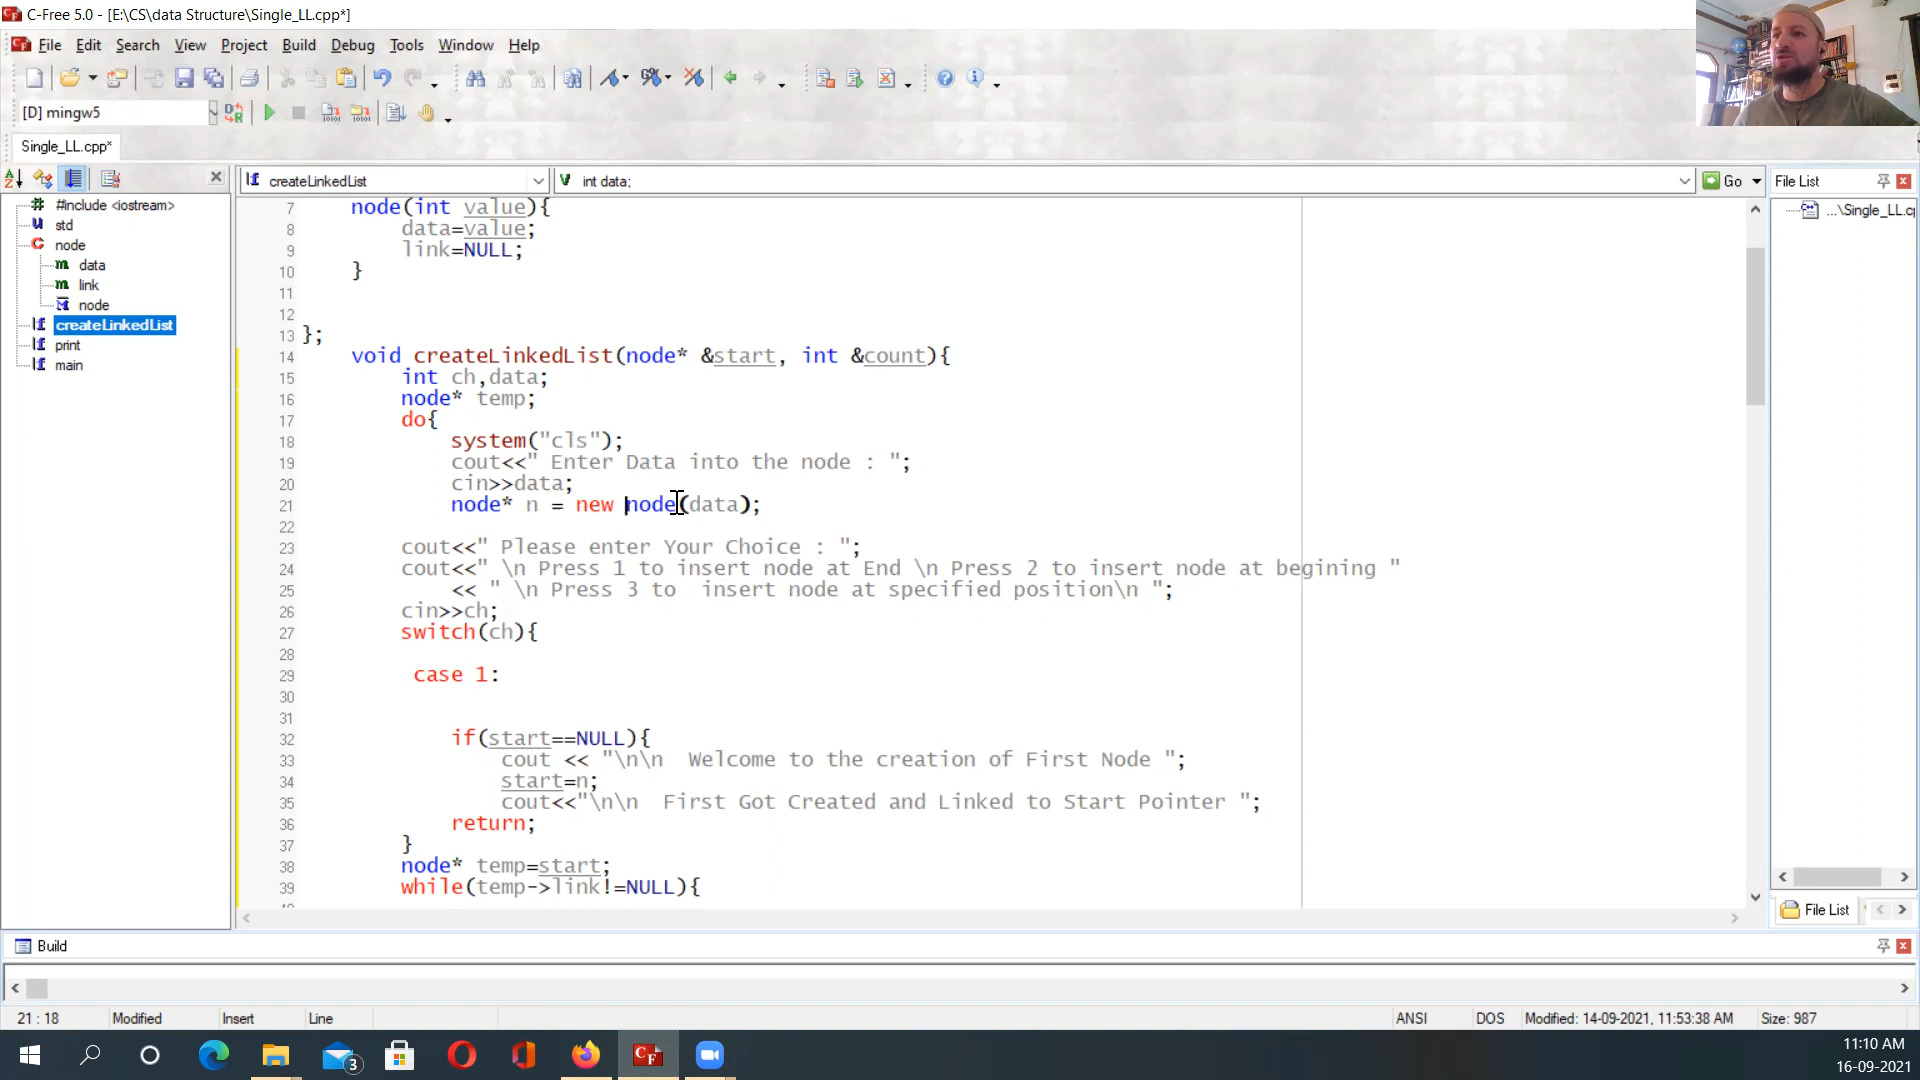 C-Free 5.0 - [E:\CS\data Structure\Single_LL.cpp*]
File Edit Search View Project Build Debug Tools Window Help
[D] mingw5
Single_LL.cpp*
createLinkedList
int data;
Go
File List
#include <iostream>
std
node
data
link
node
createLinkedList
print
main
...\Single_LL.cp
7 node(int value){
8 data=value;
9 link=NULL;
10 }
11
12
13 };
14 void createLinkedList(node* &start, int &count){
15 int ch,data;
16 node* temp;
17 do{
18 system("cls");
19 cout<<" Enter Data into the node : ";
20 cin>>data;
21 node* n = new node(data);
22
23 cout<<" Please enter Your Choice : ";
24 cout<<" \n Press 1 to insert node at End \n Press 2 to insert node at begining "
25 << " \n Press 3 to  insert node at specified position\n ";
26 cin>>ch;
27 switch(ch){
28
29 case 1:
30
31
32 if(start==NULL){
33 cout << "\n\n  Welcome to the creation of First Node ";
34 start=n;
35 cout<<"\n\n  First Got Created and Linked to Start Pointer ";
36 return;
37 }
38 node* temp=start;
39 while(temp->link!=NULL){
File List
Build
21 : 18 Modified Insert Line ANSI DOS Modified: 14-09-2021, 11:53:38 AM Size: 987
3
11:10 AM
16-09-2021